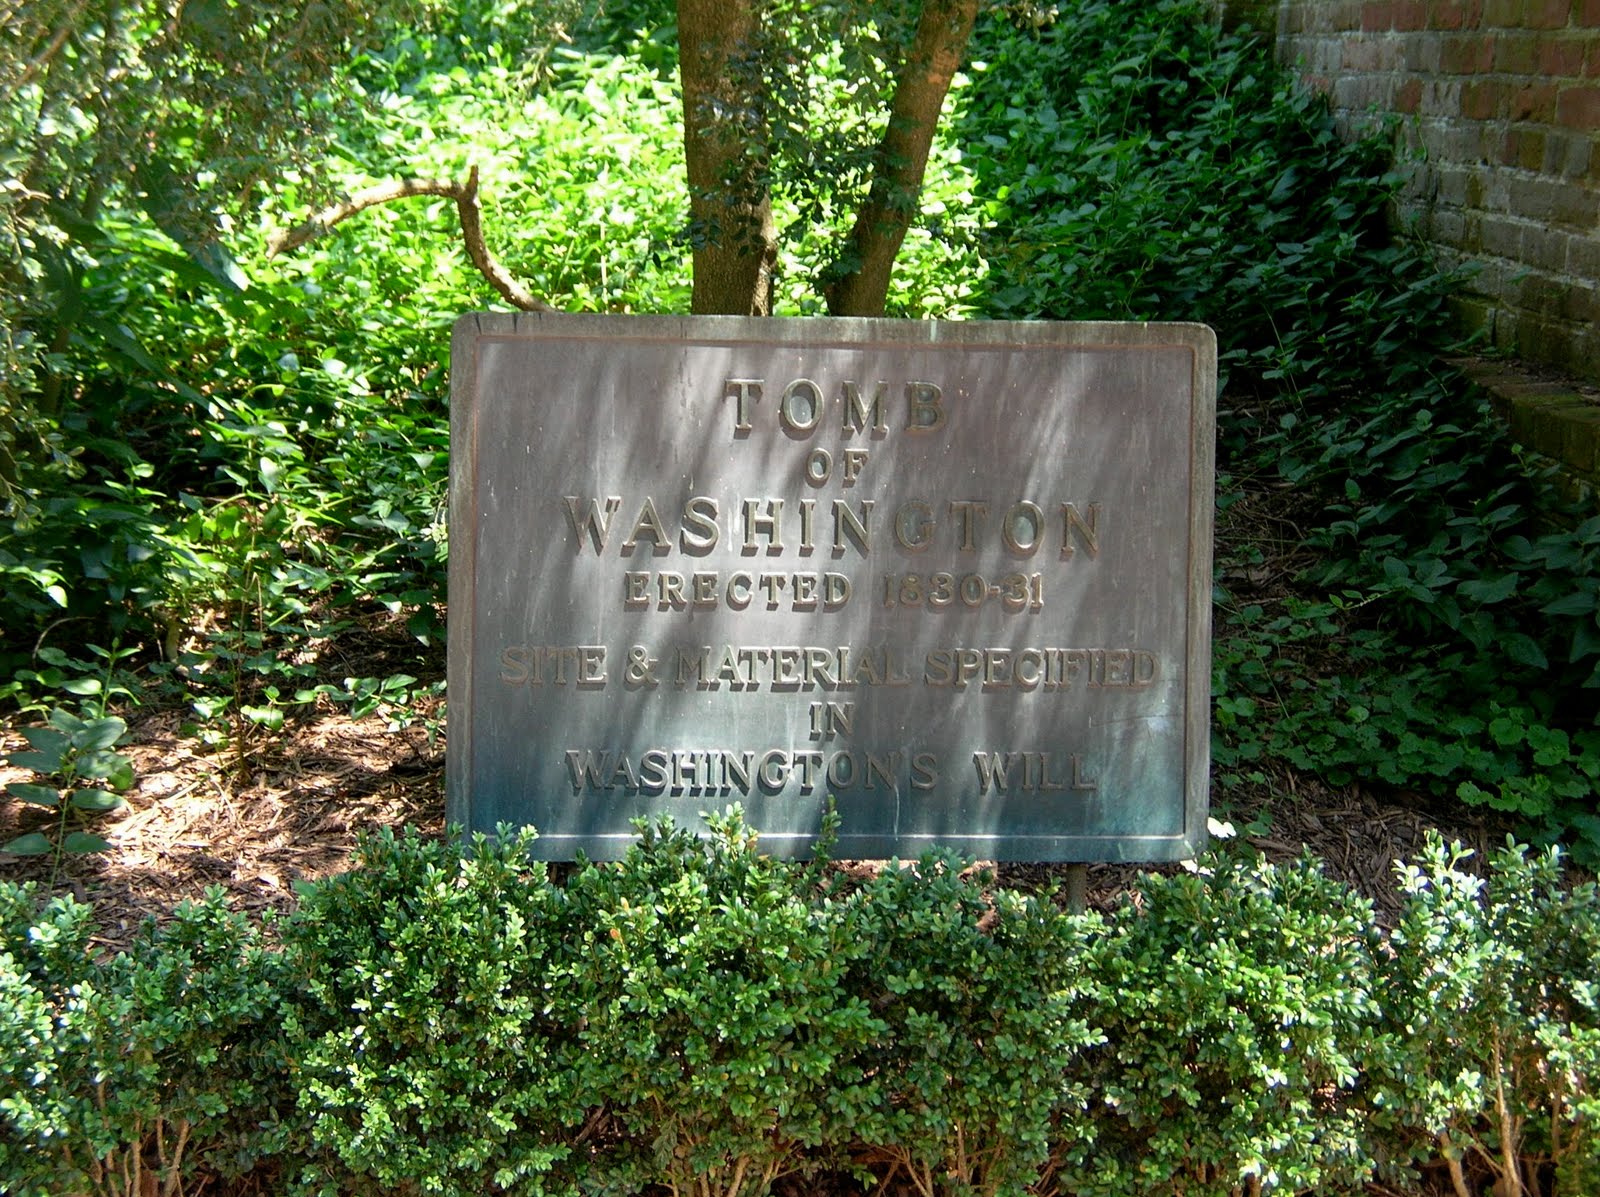 TOMB
OF
WASHINGTON
ERECTED 1830-31
SITE & MATERIAL SPECIFIED
IN
WASHINGTON'S WILL